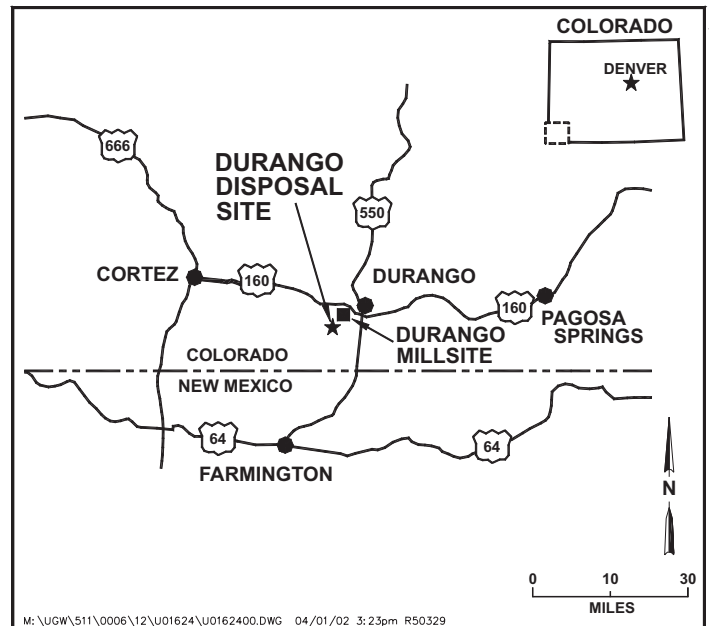 COLORADO
DENVER
666
DURANGO
DISPOSAL
SITE
550
CORTEZ
160
DURANGO
160
PAGOSA
SPRINGS
DURANGO
MILLSITE
COLORADO
NEW MEXICO
64
64
FARMINGTON
N
0 10 30
MILES
M:\UGW\511\0006\12\U01624\U0162400.DWG 04/01/02 3:23pm R50329